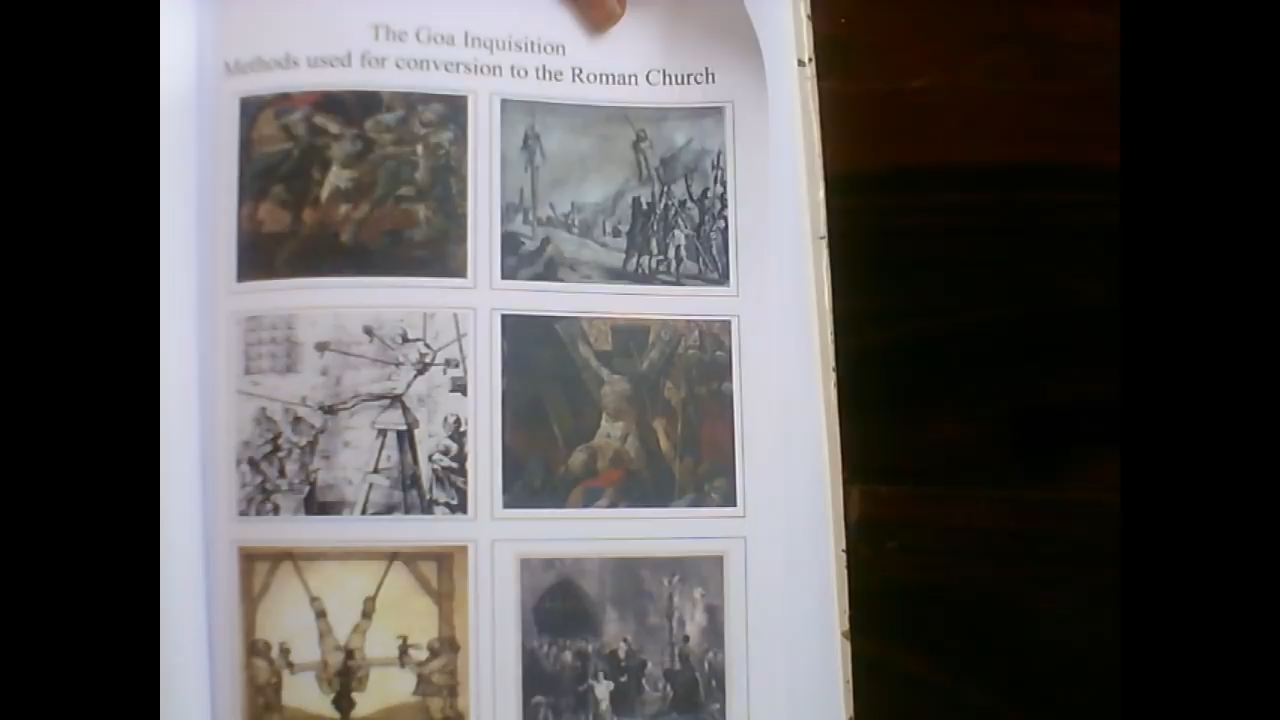 The Goa Inquisition
Methods used for conversion to the Roman Church